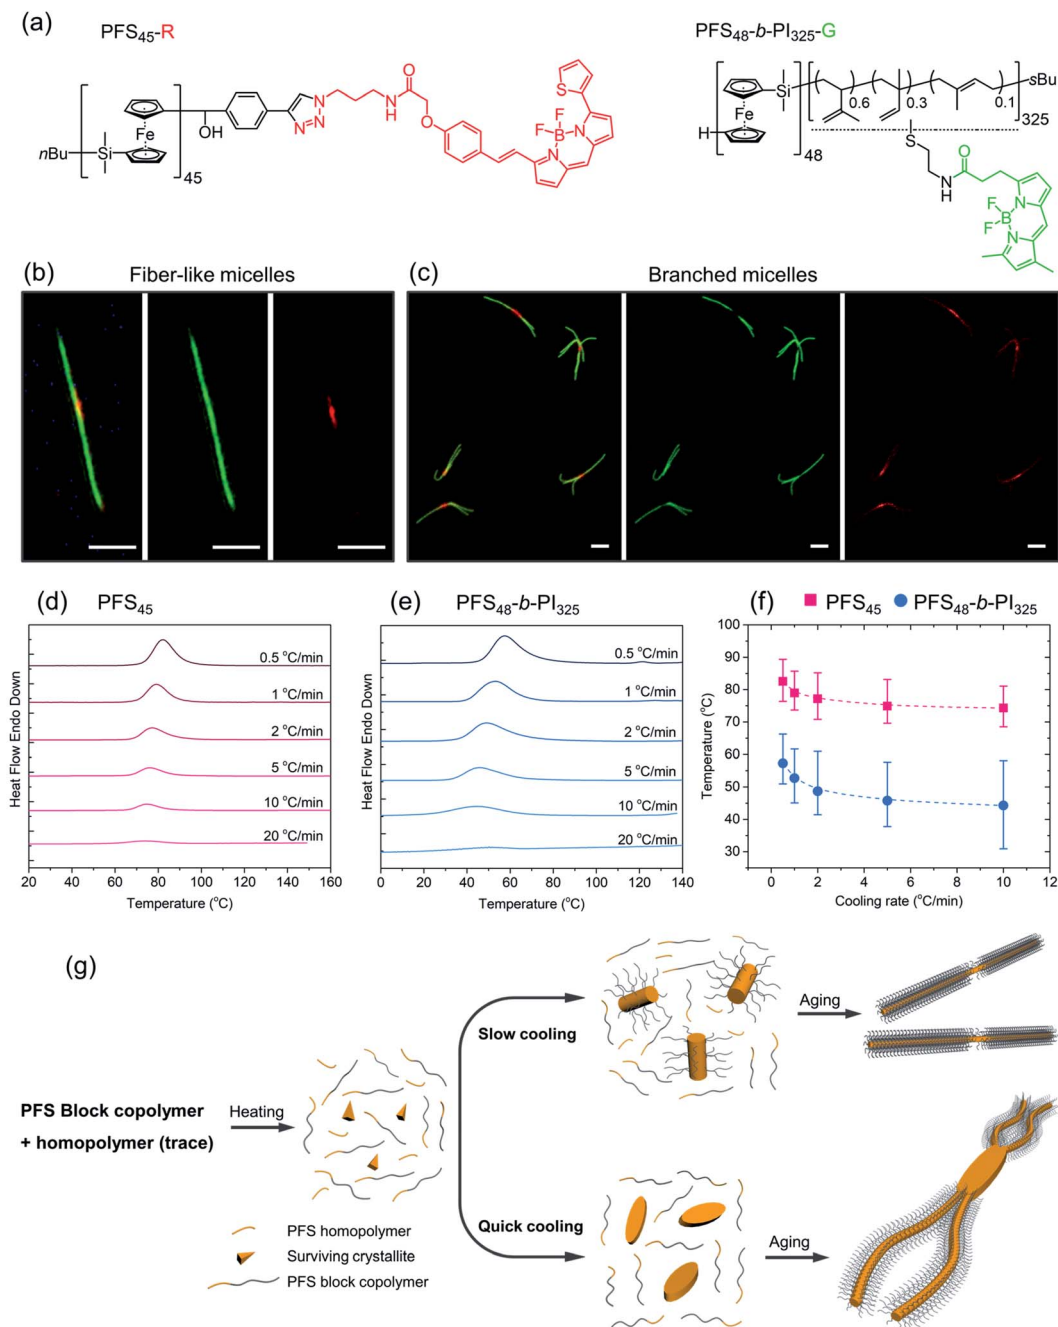 (a)
PFS45-R
PFS48-b-PI325-G
Fe
Si
nBu
45
OH
N
N=N
N
H
O
O
S
F
F
B
N
N
Fe
Si
H
48
0.6
0.3
0.1
sBu
325
S
N
H
O
F
F
B
N
N
(b)
Fiber-like micelles
(c)
Branched micelles
(d)
PFS45
Heat Flow Endo Down
0.5 °C/min
1 °C/min
2 °C/min
5 °C/min
10 °C/min
20 °C/min
20 40 60 80 100 120 140 160
Temperature (°C)
(e)
PFS48-b-PI325
Heat Flow Endo Down
0.5 °C/min
1 °C/min
2 °C/min
5 °C/min
10 °C/min
20 °C/min
20 40 60 80 100 120 140
Temperature (°C)
(f)
PFS45
PFS48-b-PI325
Temperature (°C)
100
90
80
70
60
50
40
30
0 2 4 6 8 10 12
Cooling rate (°C/min)
(g)
PFS Block copolymer
+ homopolymer (trace)
Heating
Slow cooling
Aging
Quick cooling
Aging
PFS homopolymer
Surviving crystallite
PFS block copolymer